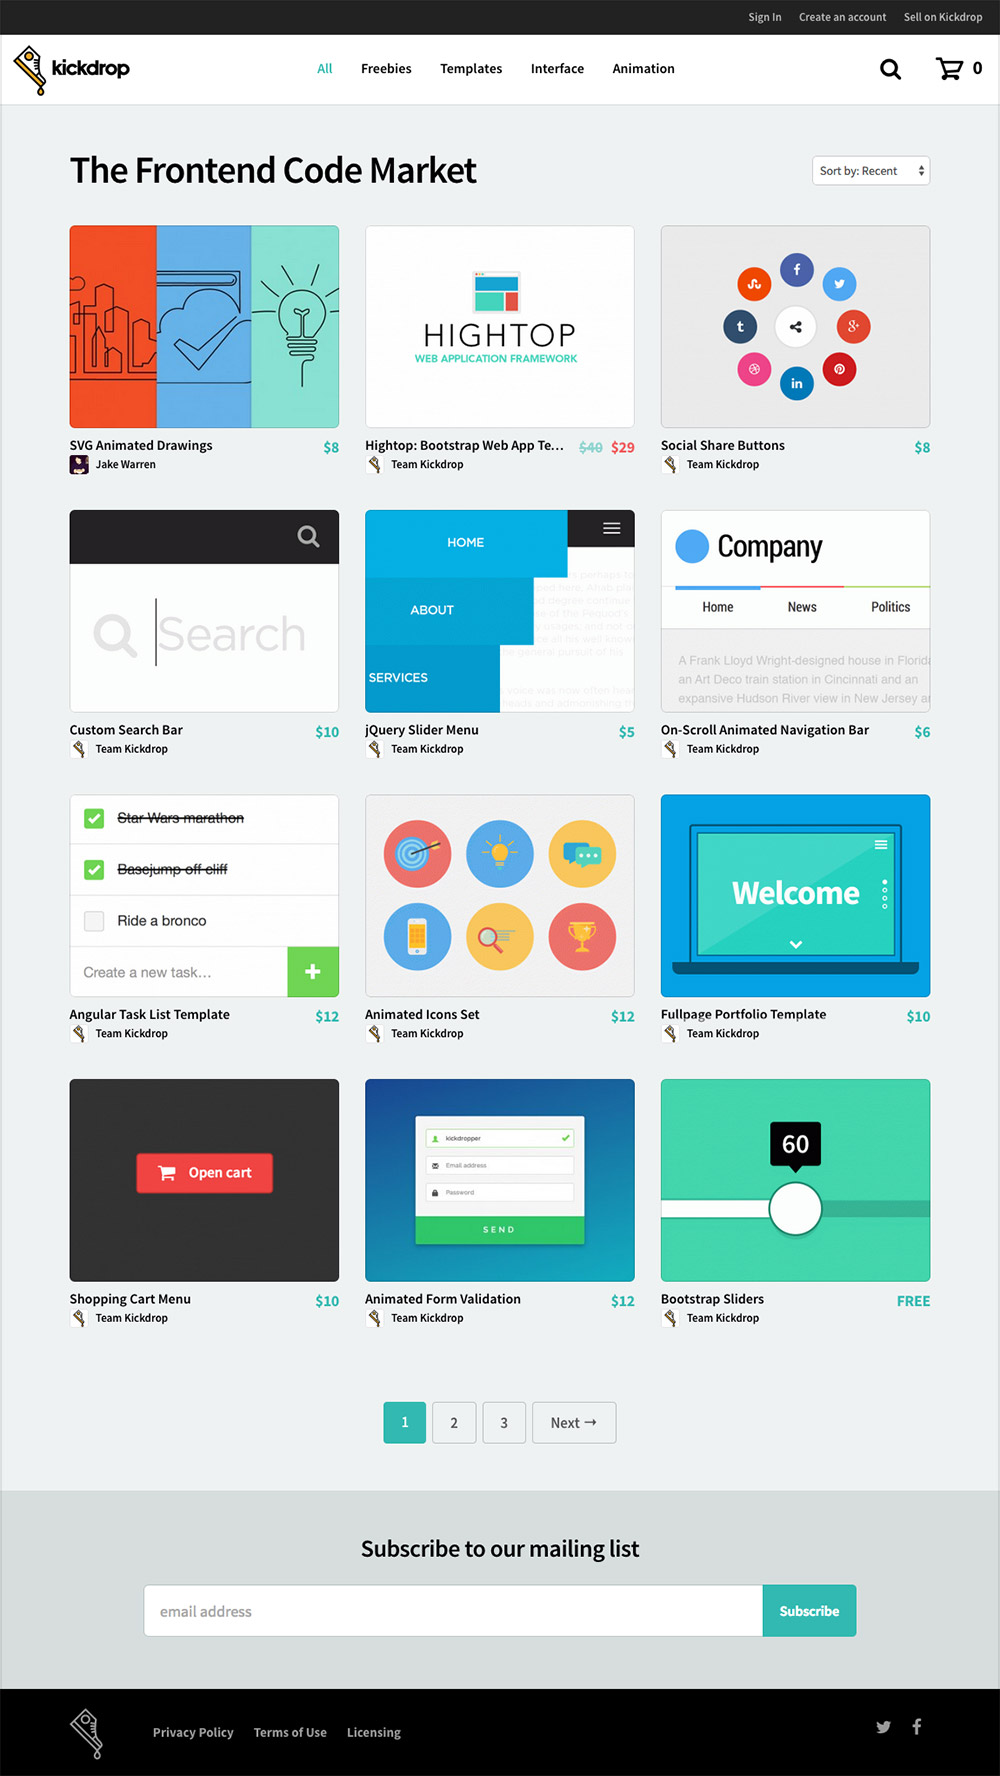 Sign In Create an account Sell on Kickdrop
kickdrop All Freebies Templates Interface Animation 0
The Frontend Code Market
Sort by: Recent
HIGHTOP
WEB APPLICATION FRAMEWORK
SVG Animated Drawings $8
Jake Warren
Hightop: Bootstrap Web App Te... $40 $29
Team Kickdrop
Social Share Buttons $8
Team Kickdrop
Search
HOME
ABOUT
SERVICES
Company
Home News Politics
A Frank Lloyd Wright-designed house in Florida
an Art Deco train station in Cincinnati and an
expansive Hudson River view in New Jersey ar
Custom Search Bar $10
Team Kickdrop
jQuery Slider Menu $5
Team Kickdrop
On-Scroll Animated Navigation Bar $6
Team Kickdrop
Star Wars marathon
Basejump off cliff
Ride a bronco
Create a new task...
Welcome
Angular Task List Template $12
Team Kickdrop
Animated Icons Set $12
Team Kickdrop
Fullpage Portfolio Template $10
Team Kickdrop
Open cart
kickdropper
Email address
Password
SEND
60
Shopping Cart Menu $10
Team Kickdrop
Animated Form Validation $12
Team Kickdrop
Bootstrap Sliders FREE
Team Kickdrop
1 2 3 Next →
Subscribe to our mailing list
email address Subscribe
Privacy Policy Terms of Use Licensing